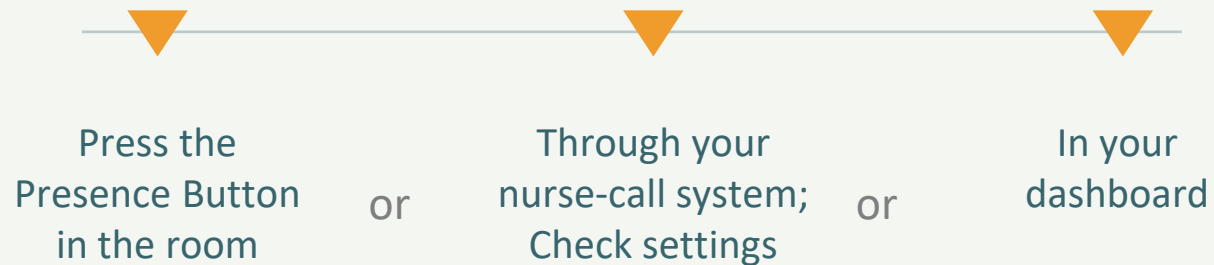 Press the
Presence Button
in the room
or
Through your
nurse-call system;
Check settings
or
In your
dashboard